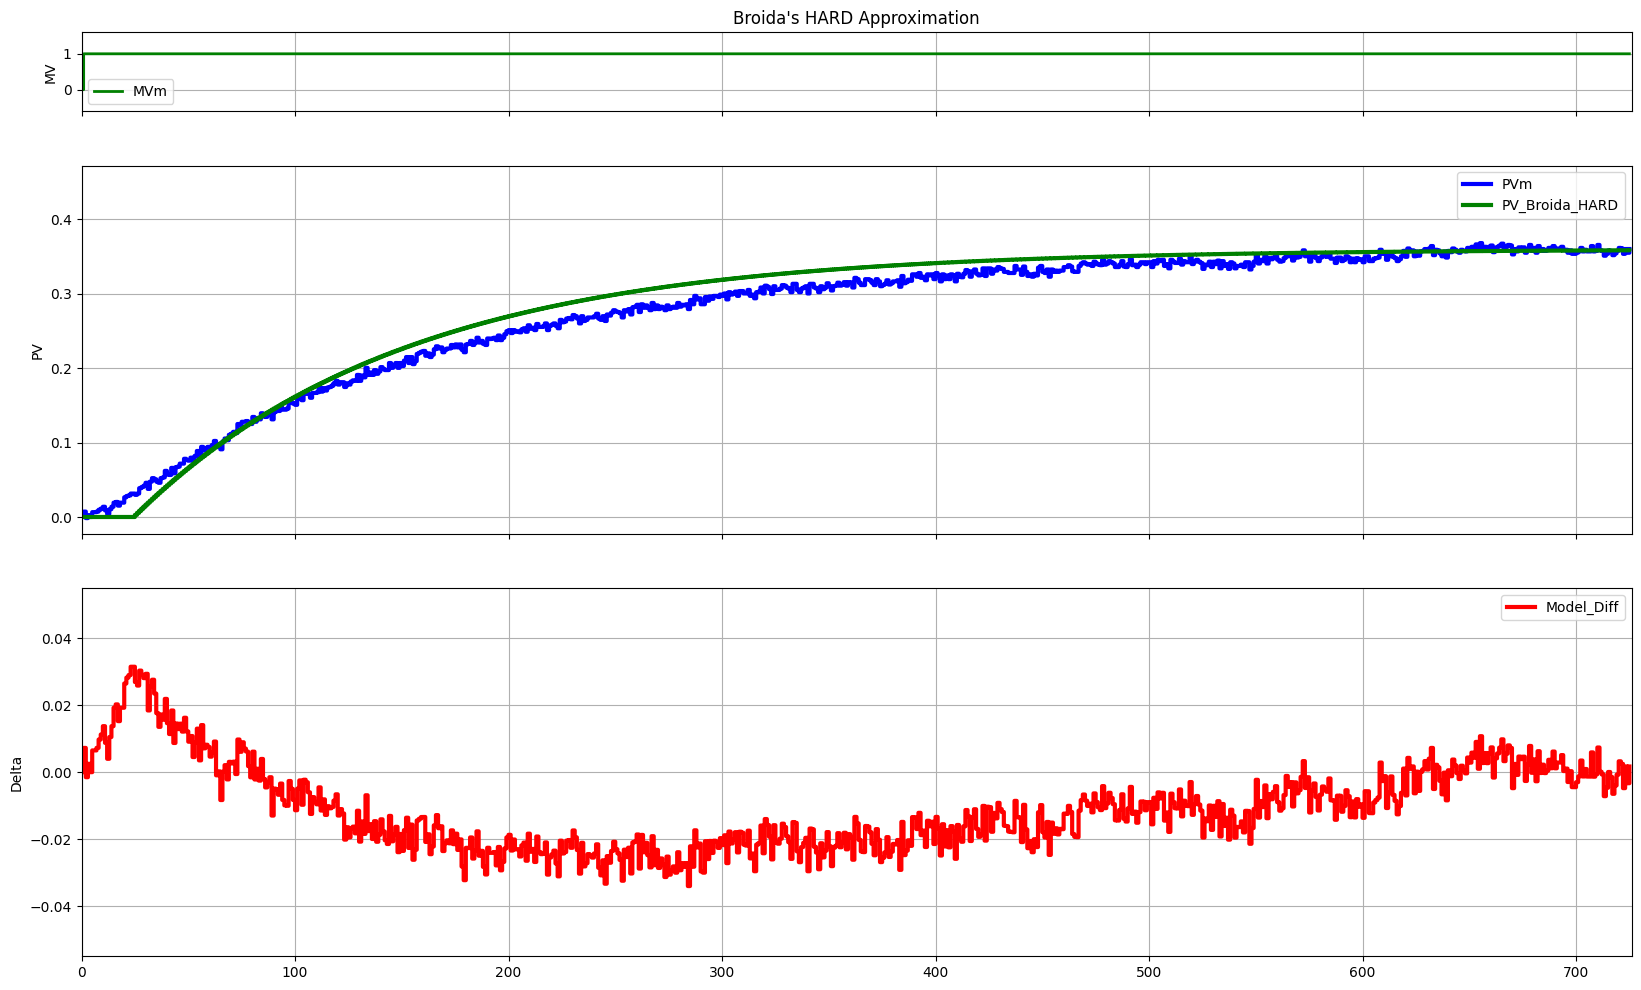 Broida's HARD Approximation
MV
1
0
MVm
PV
0.4
0.3
0.2
0.1
0.0
PVm
PV_Broida_HARD
Delta
0.04
0.02
0.00
−0.02
−0.04
Model_Diff
0 100 200 300 400 500 600 700